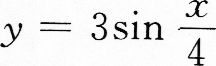 y = 3sin x/4